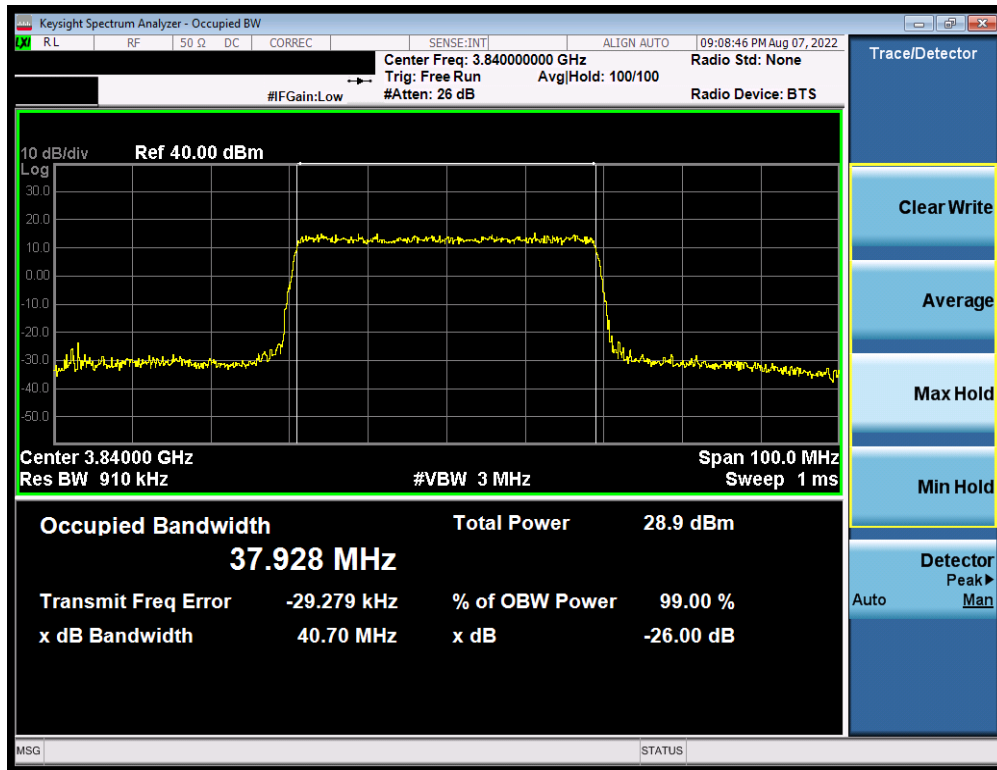 Keysight Spectrum Analyzer - Occupied BW
LXI RL RF 50 Ω DC CORREC SENSE:INT ALIGN AUTO 09:08:46 PM Aug 07, 2022
Center Freq: 3.840000000 GHz Radio Std: None
Trig: Free Run Avg|Hold: 100/100
#IFGain:Low #Atten: 26 dB Radio Device: BTS
Trace/Detector
10 dB/div Ref 40.00 dBm
Log
30.0
20.0
10.0
0.00
-10.0
-20.0
-30.0
-40.0
-50.0
Center 3.84000 GHz Span 100.0 MHz
Res BW 910 kHz #VBW 3 MHz Sweep 1 ms
Occupied Bandwidth Total Power 28.9 dBm
37.928 MHz
Transmit Freq Error -29.279 kHz % of OBW Power 99.00 %
x dB Bandwidth 40.70 MHz x dB -26.00 dB
Clear Write
Average
Max Hold
Min Hold
Detector
Peak▶
Auto Man
MSG STATUS